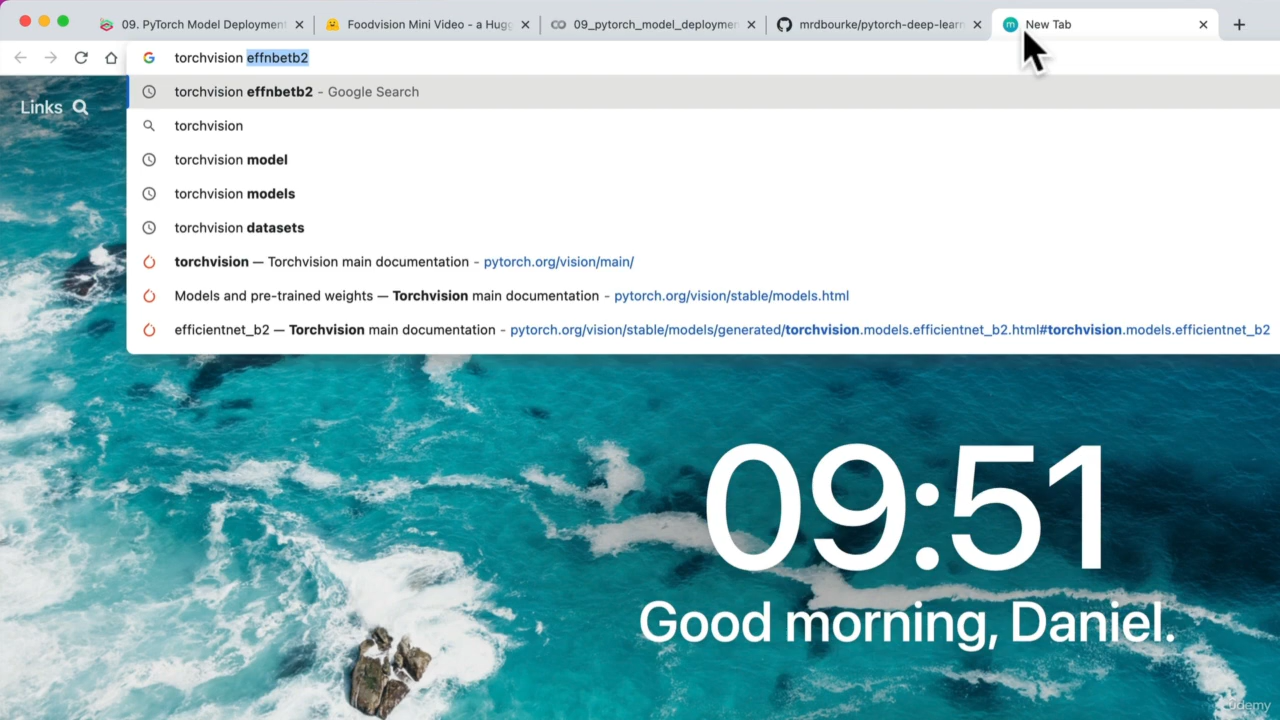 09. PyTorch Model Deployment
Foodvision Mini Video - a Hugg
09_pytorch_model_deploymen
mrdbourke/pytorch-deep-learn
New Tab
torchvision effnbetb2
Links
torchvision effnbetb2 - Google Search
torchvision
torchvision model
torchvision models
torchvision datasets
torchvision — Torchvision main documentation - pytorch.org/vision/main/
Models and pre-trained weights — Torchvision main documentation - pytorch.org/vision/stable/models.html
efficientnet_b2 — Torchvision main documentation - pytorch.org/vision/stable/models/generated/torchvision.models.efficientnet_b2.html#torchvision.models.efficientnet_b2
09:51
Good morning, Daniel.
udemy